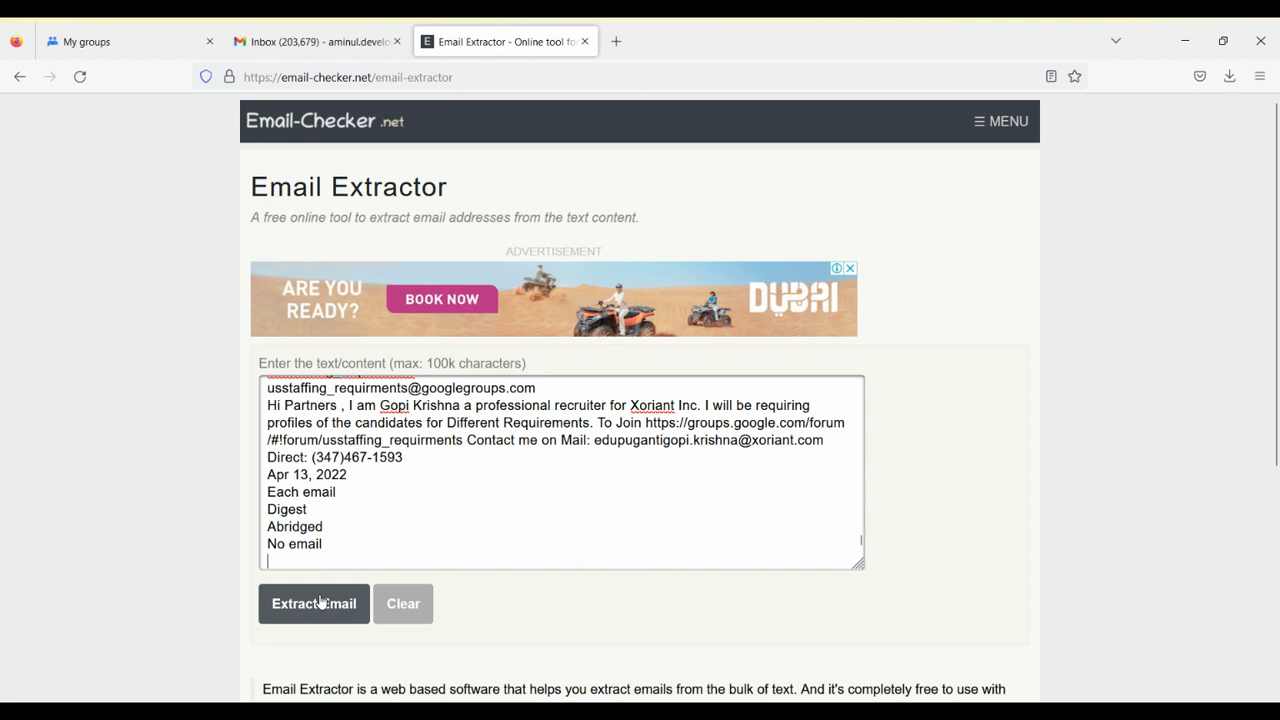 My groups
Inbox (203,679) - aminul.develo
Email Extractor - Online tool for
https://email-checker.net/email-extractor
Email-Checker .net
☰ MENU
Email Extractor
A free online tool to extract email addresses from the text content.
ADVERTISEMENT
ARE YOU READY?
BOOK NOW
DUBAI
Enter the text/content (max: 100k characters)
usstaffing_requirments@googlegroups.com
Hi Partners , I am Gopi Krishna a professional recruiter for Xoriant Inc. I will be requiring
profiles of the candidates for Different Requirements. To Join https://groups.google.com/forum
/#!forum/usstaffing_requirments Contact me on Mail: edupugantigopi.krishna@xoriant.com
Direct: (347)467-1593
Apr 13, 2022
Each email
Digest
Abridged
No email
Extract Email
Clear
Email Extractor is a web based software that helps you extract emails from the bulk of text. And it's completely free to use with